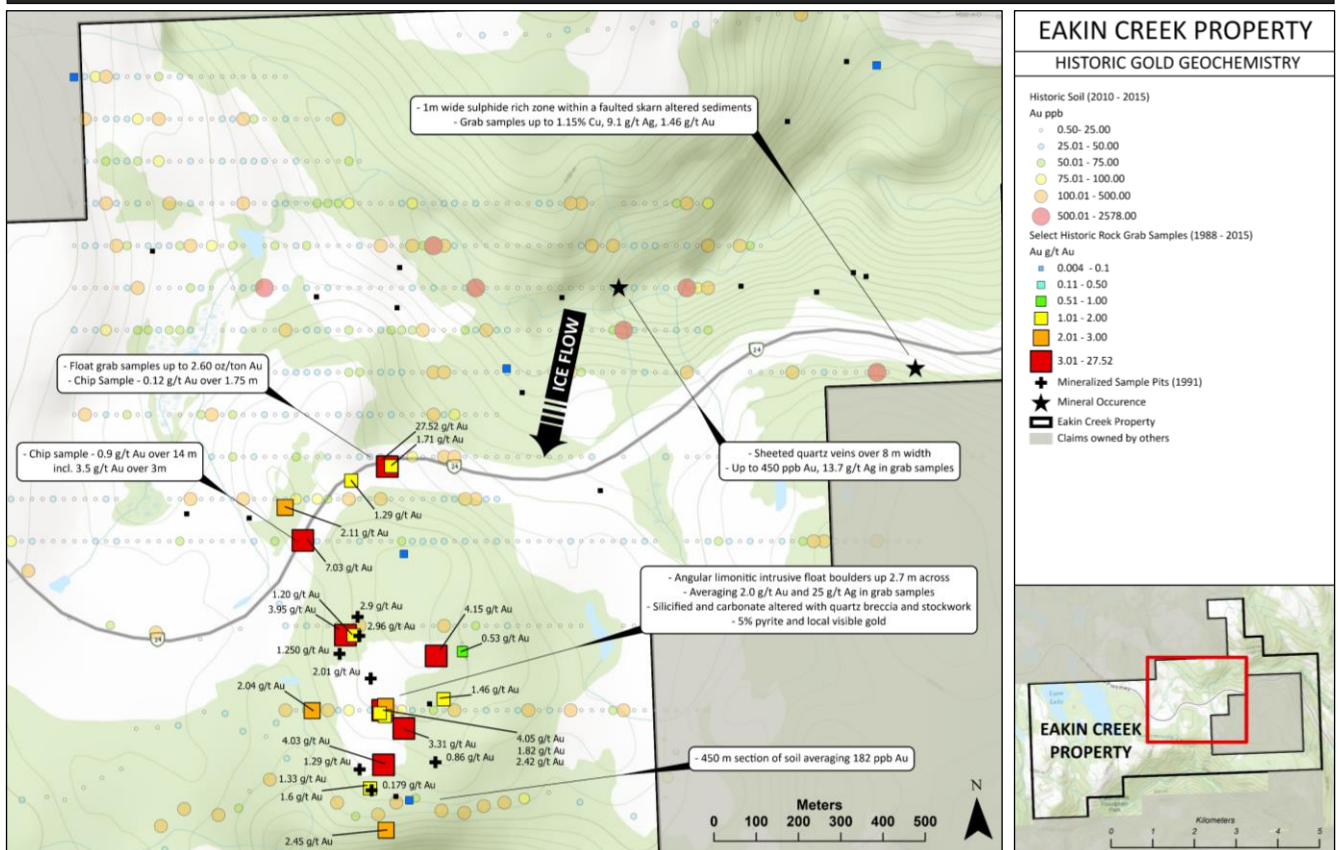 - 1m wide sulphide rich zone within a faulted skarn altered sediments
- Grab samples up to 1.15% Cu, 9.1 g/t Ag, 1.46 g/t Au
24
- Float grab samples up to 2.60 oz/ton Au
- Chip Sample - 0.12 g/t Au over 1.75 m
ICE FLOW
27.52 g/t Au
1.71 g/t Au
- Chip sample - 0.9 g/t Au over 14 m
incl. 3.5 g/t Au over 3m
24
- Sheeted quartz veins over 8 m width
- Up to 450 ppb Au, 13.7 g/t Ag in grab samples
1.29 g/t Au
2.11 g/t Au
7.03 g/t Au
- Angular limonitic intrusive float boulders up 2.7 m across
- Averaging 2.0 g/t Au and 25 g/t Ag in grab samples
- Silicified and carbonate altered with quartz breccia and stockwork
- 5% pyrite and local visible gold
1.20 g/t Au
3.95 g/t Au
2.9 g/t Au
4.15 g/t Au
2.96 g/t Au
24
0.53 g/t Au
1.250 g/t Au
2.01 g/t Au
2.04 g/t Au
1.46 g/t Au
4.03 g/t Au
3.31 g/t Au
4.05 g/t Au
1.82 g/t Au
2.42 g/t Au
1.29 g/t Au
0.86 g/t Au
- 450 m section of soil averaging 182 ppb Au
1.33 g/t Au
0.179 g/t Au
1.6 g/t Au
2.45 g/t Au
Meters
0 100 200 300 400 500
N
EAKIN CREEK PROPERTY
HISTORIC GOLD GEOCHEMISTRY
Historic Soil (2010 - 2015)
Au ppb
0.50- 25.00
25.01 - 50.00
50.01 - 75.00
75.01 - 100.00
100.01 - 500.00
500.01 - 2578.00
Select Historic Rock Grab Samples (1988 - 2015)
Au g/t Au
0.004 - 0.1
0.11 - 0.50
0.51 - 1.00
1.01 - 2.00
2.01 - 3.00
3.01 - 27.52
Mineralized Sample Pits (1991)
Mineral Occurence
Eakin Creek Property
Claims owned by others
EAKIN CREEK
PROPERTY
Kilometers
0 1 2 3 4 5